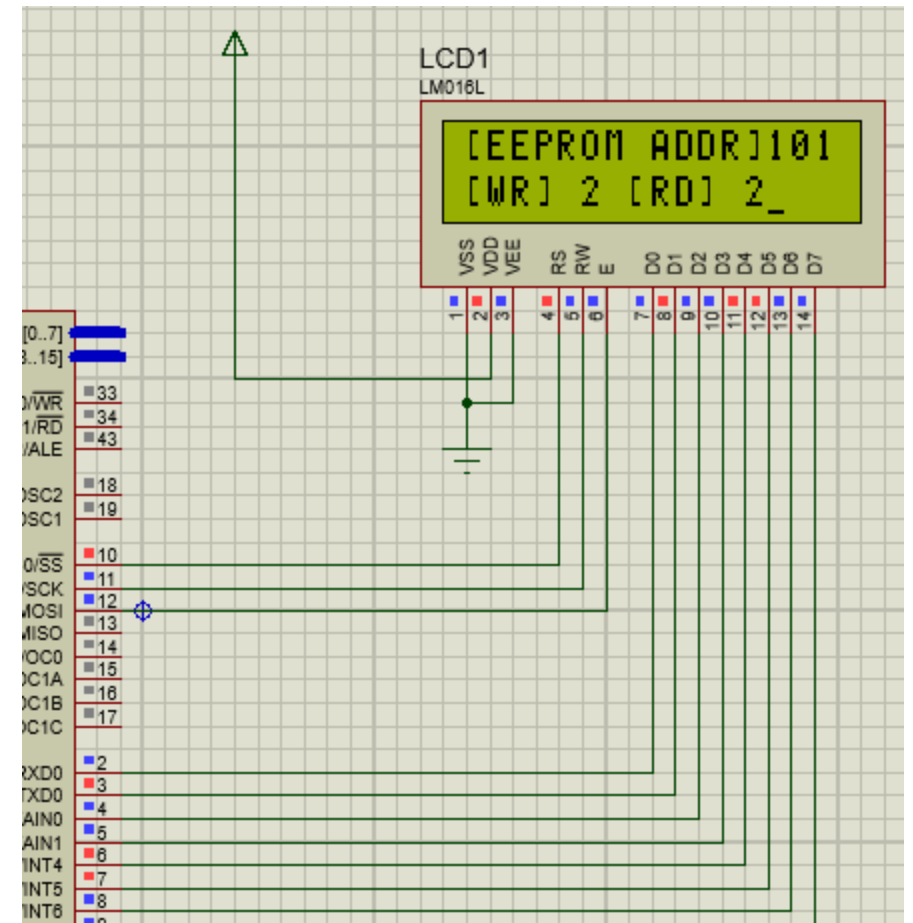 LCD1
LM016L
[EEPROM ADDR]101
[WR] 2 [RD] 2_
VSS VDD VEE RS RW E D0 D1 D2 D3 D4 D5 D6 D7
1 2 3 4 5 6 7 8 9 10 11 12 13 14
[0..7]
..15]
0/WR 33
1/RD 34
/ALE 43
OSC2 18
OSC1 19
0/SS 10
/SCK 11
MOSI 12
MISO 13
/OC0 14
OC1A 15
OC1B 16
OC1C 17
RXD0 2
TXD0 3
AIN0 4
AIN1 5
/INT4 6
/INT5 7
/INT6 8